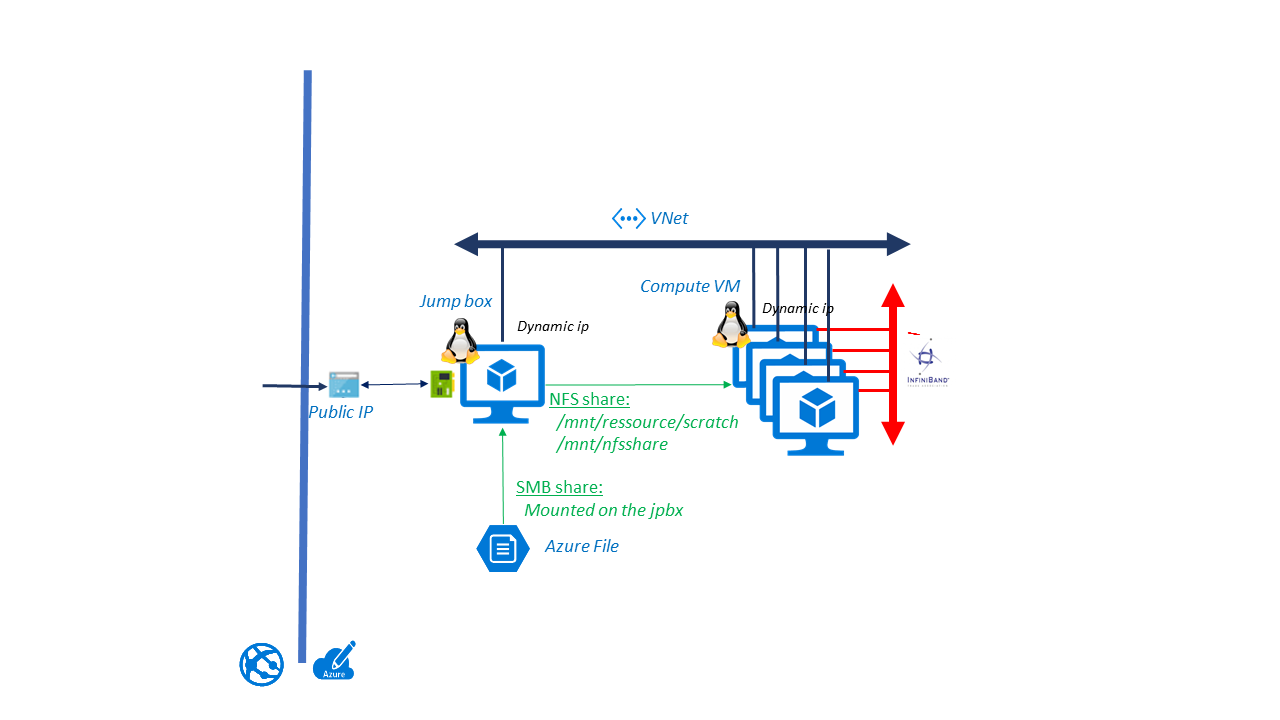 VNet
Compute VM
Jump box
Dynamic ip
Dynamic ip
INFINIBAND®
Public IP
NFS share:
/mnt/ressource/scratch
/mnt/nfsshare
SMB share:
Mounted on the jpbx
Azure File
Azure